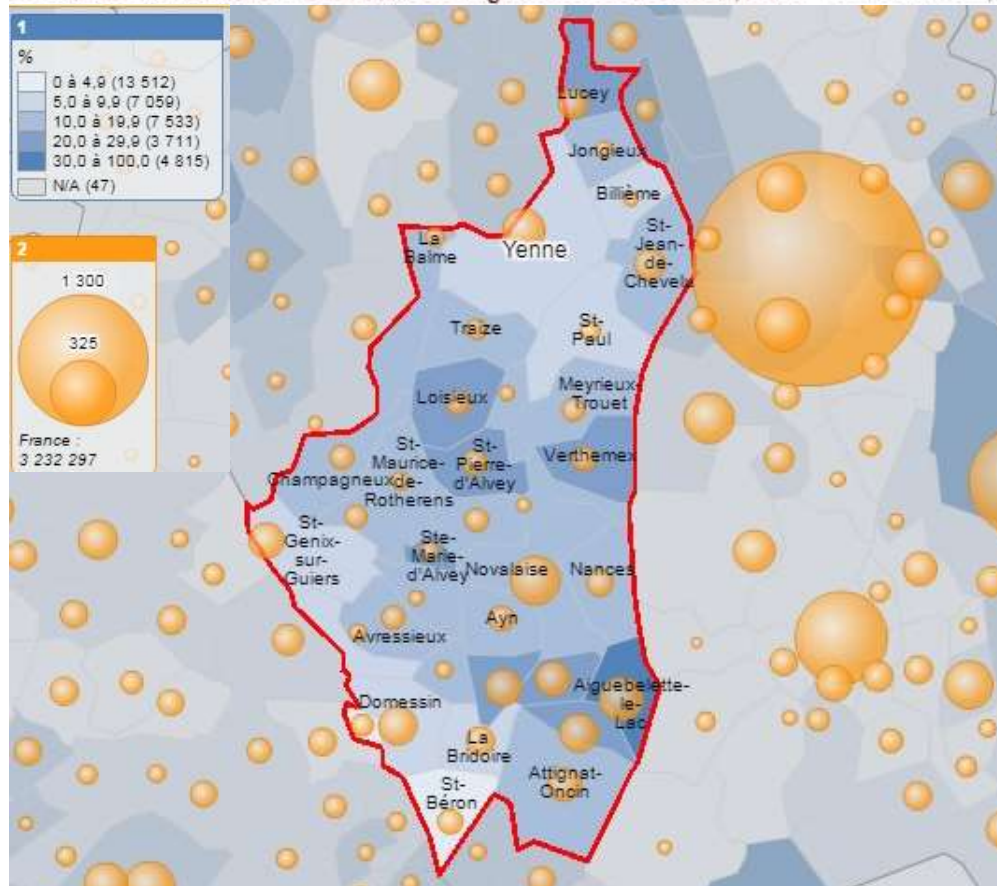 1
%
0 à 4,9 (13 512)
5,0 à 9,9 (7 059)
10,0 à 19,9 (7 533)
20,0 à 29,9 (3 711)
30,0 à 100,0 (4 815)
N/A (47)
2
1 300
325
France :
3 232 297
Lucey
Jongieux
Billième
La
Balme
Yenne
St-
Jean-
de-
Chevelu
Traize
St-
Paul
Loisieux
Meyrieux-
Trouet
St-
Maurice-
de-
Rotherens
St-
Pierre-
d'Alvey
Verthemex
Champagneux
St-
Genix-
sur-
Guiers
Ste-
Marie-
d'Alvey
Novalaise
Nances
Ayn
Avressieux
Domessin
Aiguebelette-
le-
Lac
La
Bridoire
Attignat-
Oncin
St-
Béron